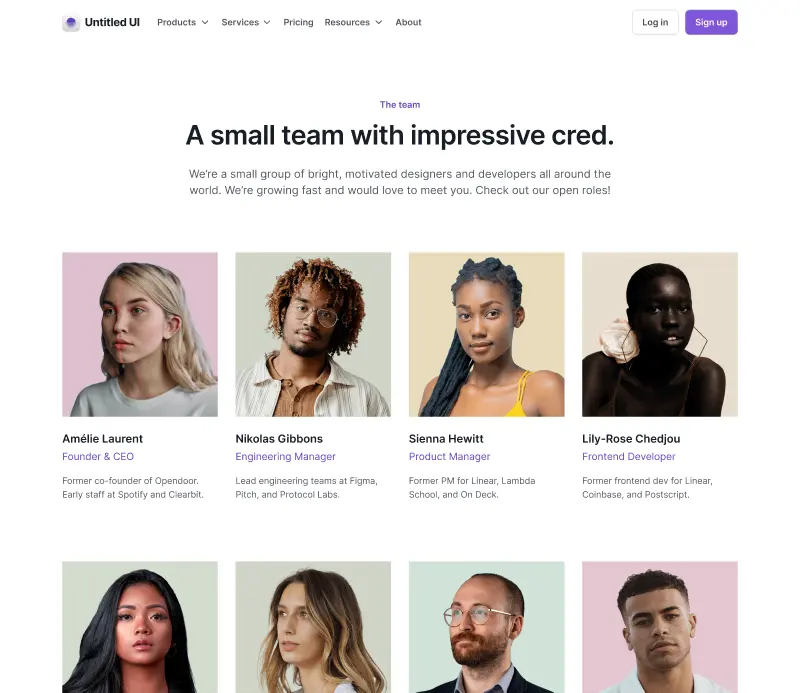 Untitled UI Products Services Pricing Resources About Log in Sign up
The team
A small team with impressive cred.
We’re a small group of bright, motivated designers and developers all around the
world. We’re growing fast and would love to meet you. Check out our open roles!
Amélie Laurent
Founder & CEO
Former co-founder of Opendoor.
Early staff at Spotify and Clearbit.
Nikolas Gibbons
Engineering Manager
Lead engineering teams at Figma,
Pitch, and Protocol Labs.
Sienna Hewitt
Product Manager
Former PM for Linear, Lambda
School, and On Deck.
Lily-Rose Chedjou
Frontend Developer
Former frontend dev for Linear,
Coinbase, and Postscript.